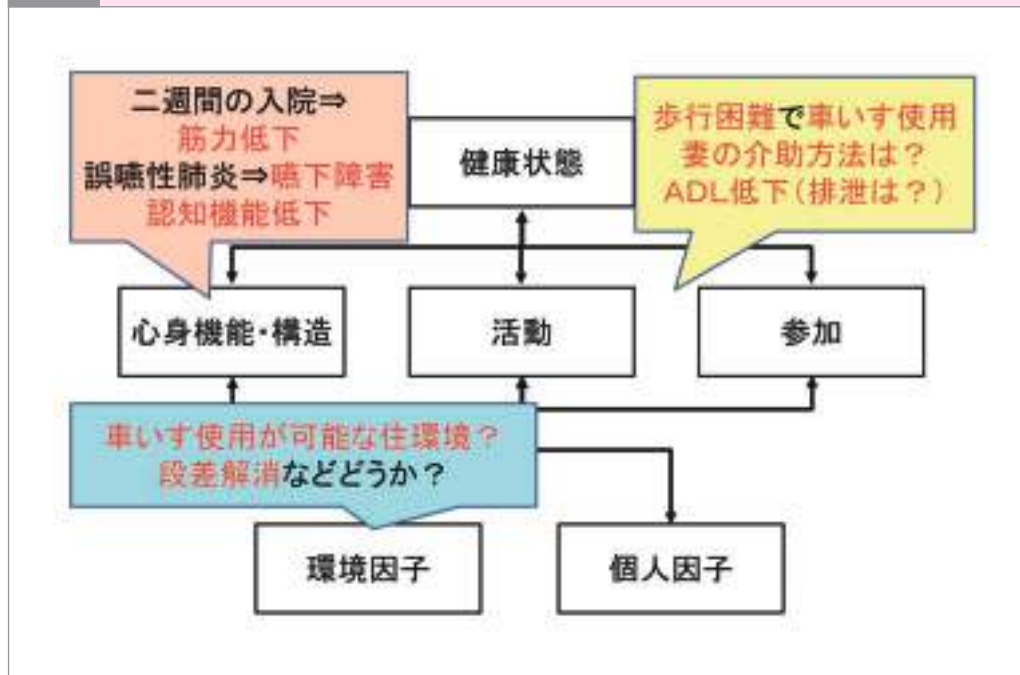 二週間の入院⇒
筋力低下
誤嚥性肺炎⇒嚥下障害
認知機能低下
健康状態
歩行困難で車いす使用
妻の介助方法は？
ADL低下(排泄は？)
心身機能・構造
活動
参加
車いす使用が可能な住環境？
段差解消などどうか？
環境因子
個人因子